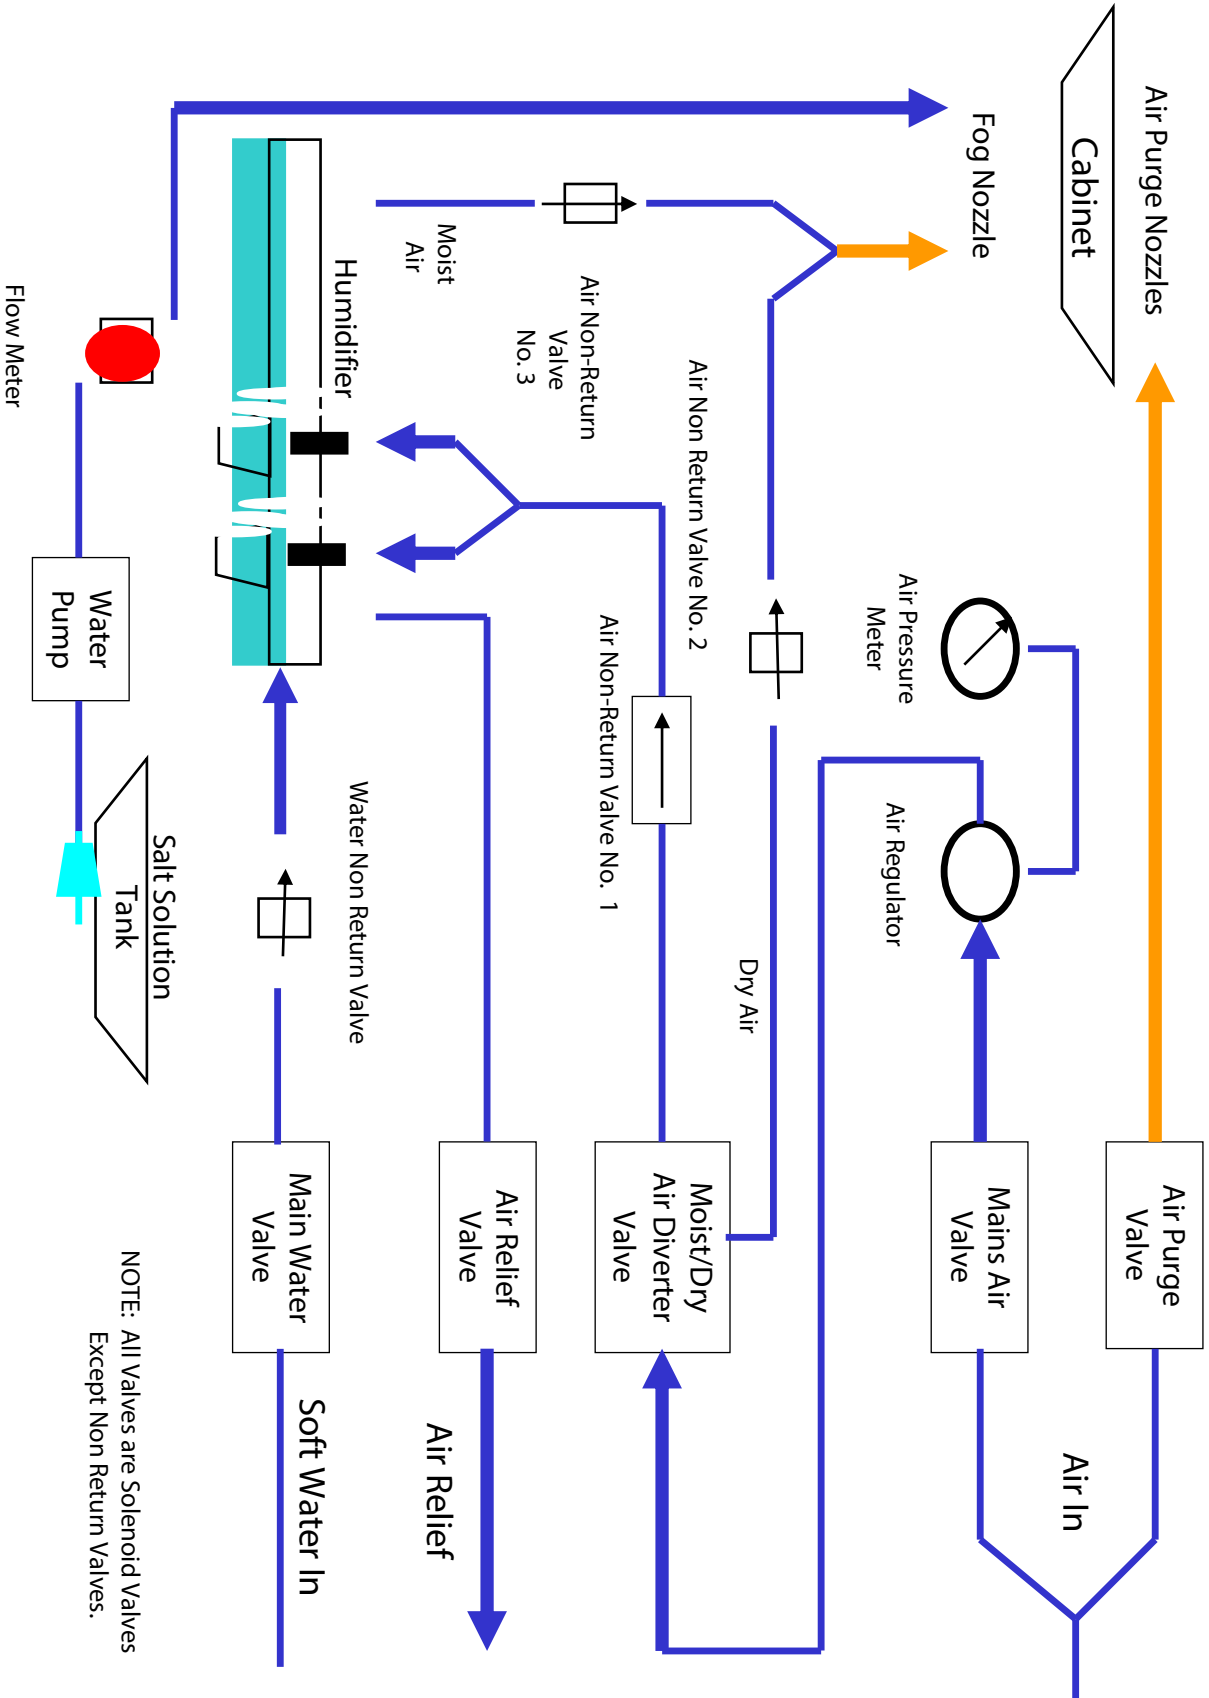 Air Purge Nozzles
Cabinet
Fog Nozzle
Air Purge
Valve
Air In
Mains Air
Valve
Air Pressure
Meter
Air Regulator
Dry Air
Moist/Dry
Air Diverter
Valve
Air Non Return Valve No. 2
Air Non-Return Valve No. 1
Air Non-Return
Valve
No. 3
Moist
Air
Air Relief
Valve
Air Relief
Humidifier
Water Non Return Valve
Main Water
Valve
Soft Water In
Salt Solution
Tank
Water
Pump
Flow Meter
NOTE: All Valves are Solenoid Valves
Except Non Return Valves.